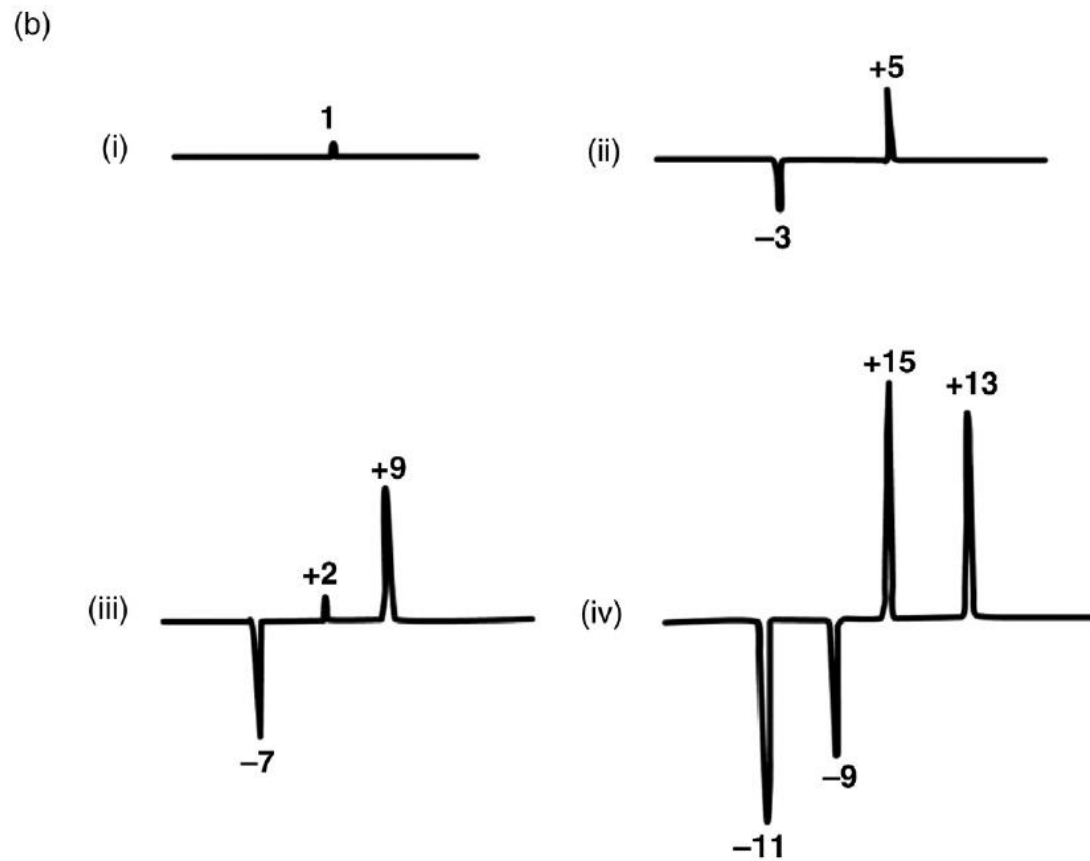 (b)
(i)
1
(ii)
+5
–3
(iii)
–7
+2
+9
(iv)
–11
–9
+15
+13